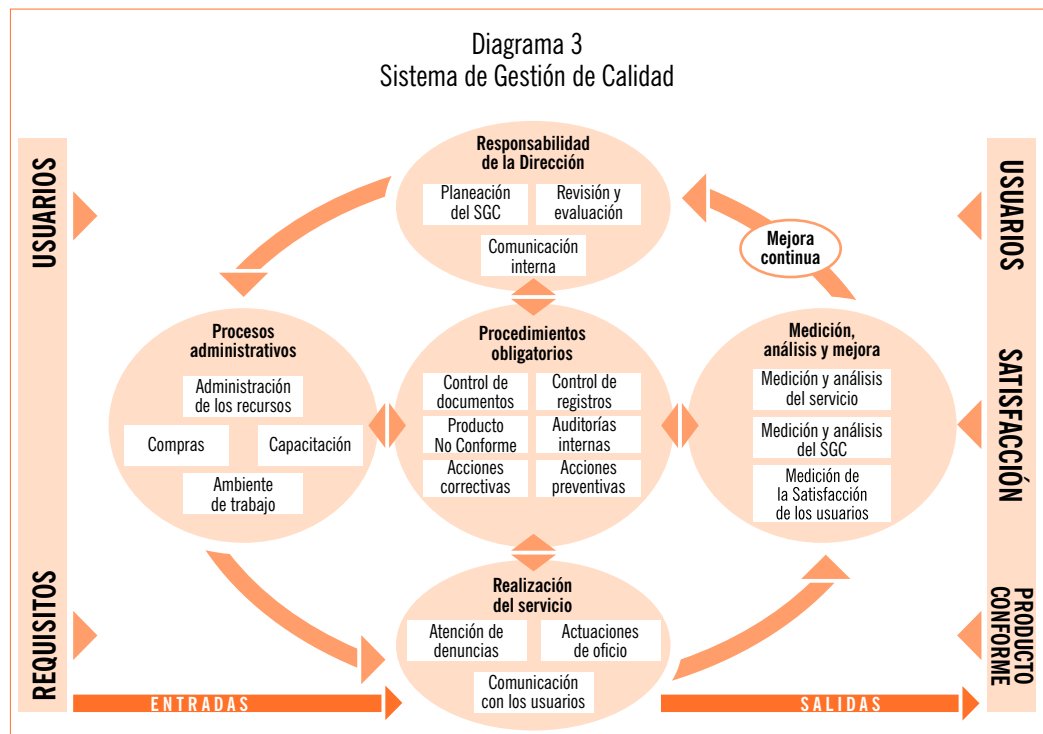 Diagrama 3
Sistema de Gestión de Calidad
USUARIOS
REQUISITOS
Responsabilidad
de la Dirección
Planeación
del SGC
Revisión y
evaluación
Comunicación
interna
Mejora
continua
Procesos
administrativos
Administración
de los recursos
Compras
Capacitación
Ambiente
de trabajo
Procedimientos
obligatorios
Control de
documentos
Control de
registros
Producto
No Conforme
Auditorías
internas
Acciones
correctivas
Acciones
preventivas
Medición,
análisis y mejora
Medición y análisis
del servicio
Medición y análisis
del SGC
Medición de
la Satisfacción
de los usuarios
Realización
del servicio
Atención de
denuncias
Actuaciones
de oficio
Comunicación
con los usuarios
ENTRADAS
SALIDAS
USUARIOS
SATISFACCIÓN
PRODUCTO
CONFORME